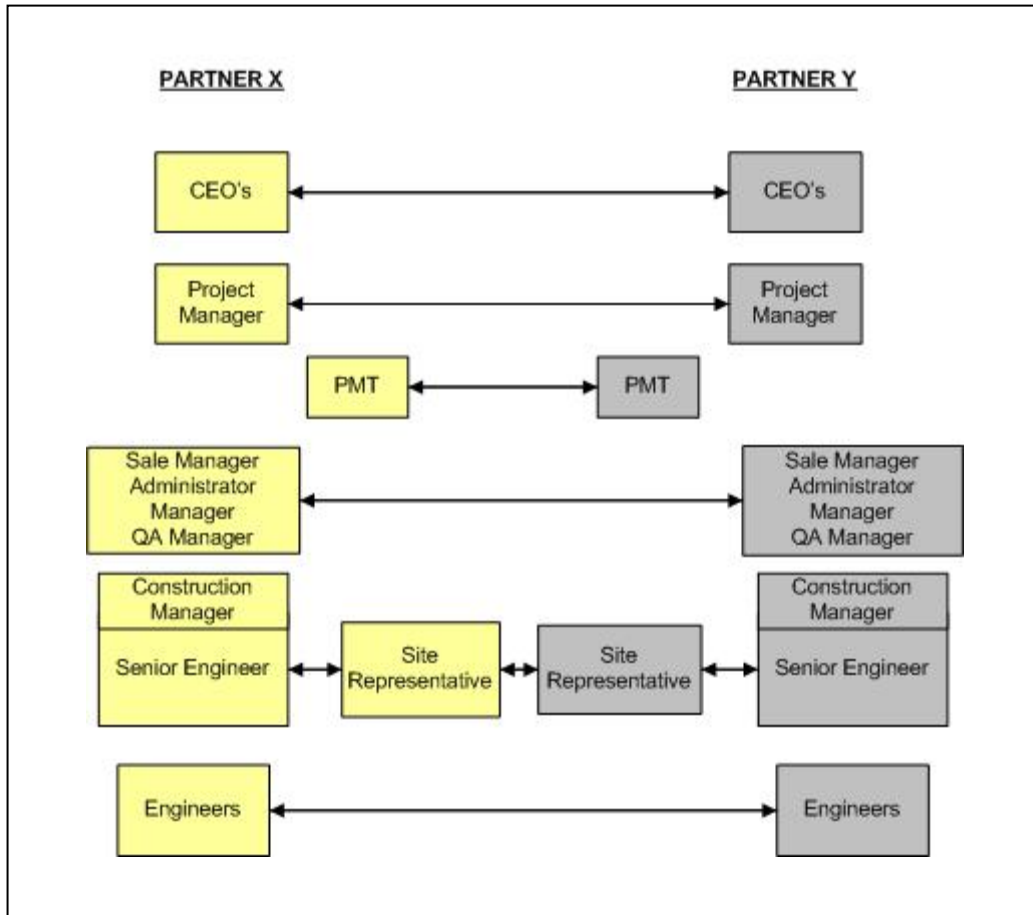 PARTNER X
PARTNER Y
CEO's
CEO's
Project
Manager
Project
Manager
PMT
PMT
Sale Manager
Administrator
Manager
QA Manager
Sale Manager
Administrator
Manager
QA Manager
Construction
Manager
Senior Engineer
Site
Representative
Site
Representative
Construction
Manager
Senior Engineer
Engineers
Engineers